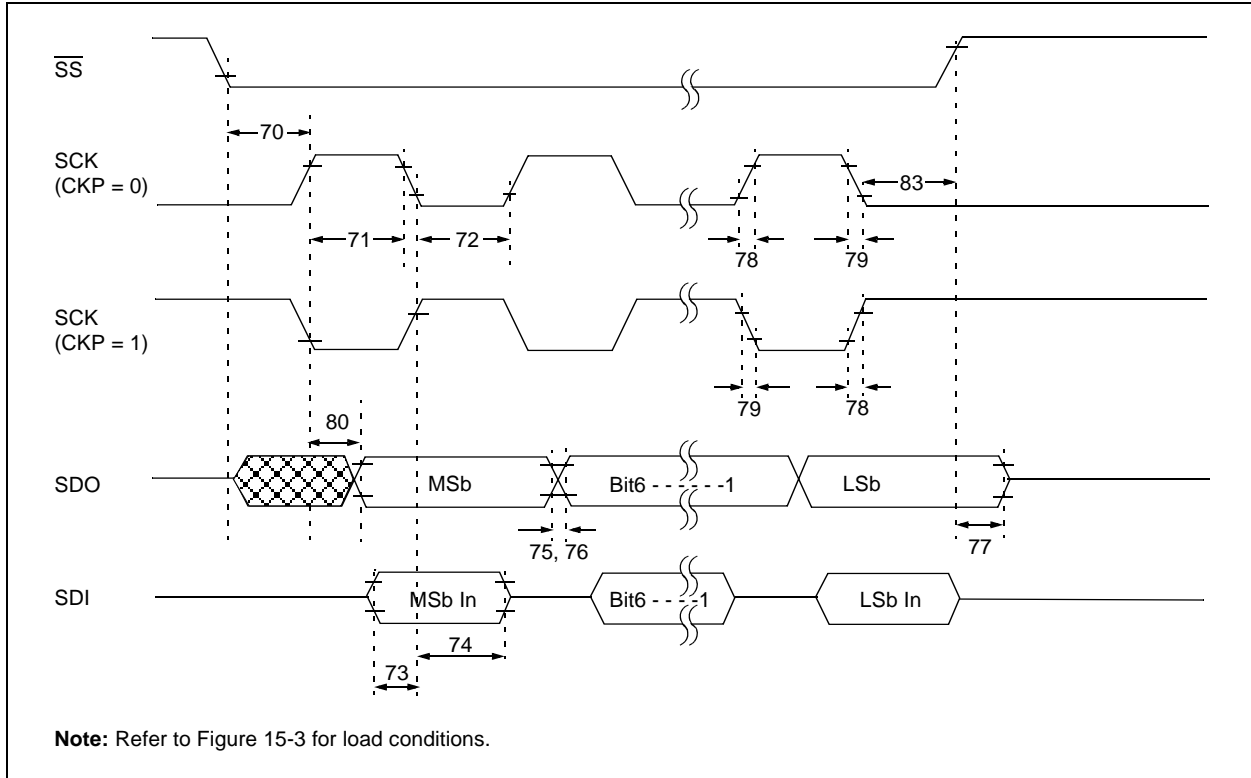 SS
70
SCK
(CKP = 0)
83
71
72
78
79
SCK
(CKP = 1)
79
78
80
SDO
MSb
Bit6 - - - - - - -1
LSb
75, 76
77
SDI
MSb In
Bit6 - - - - -1
LSb In
74
73
Note: Refer to Figure 15-3 for load conditions.